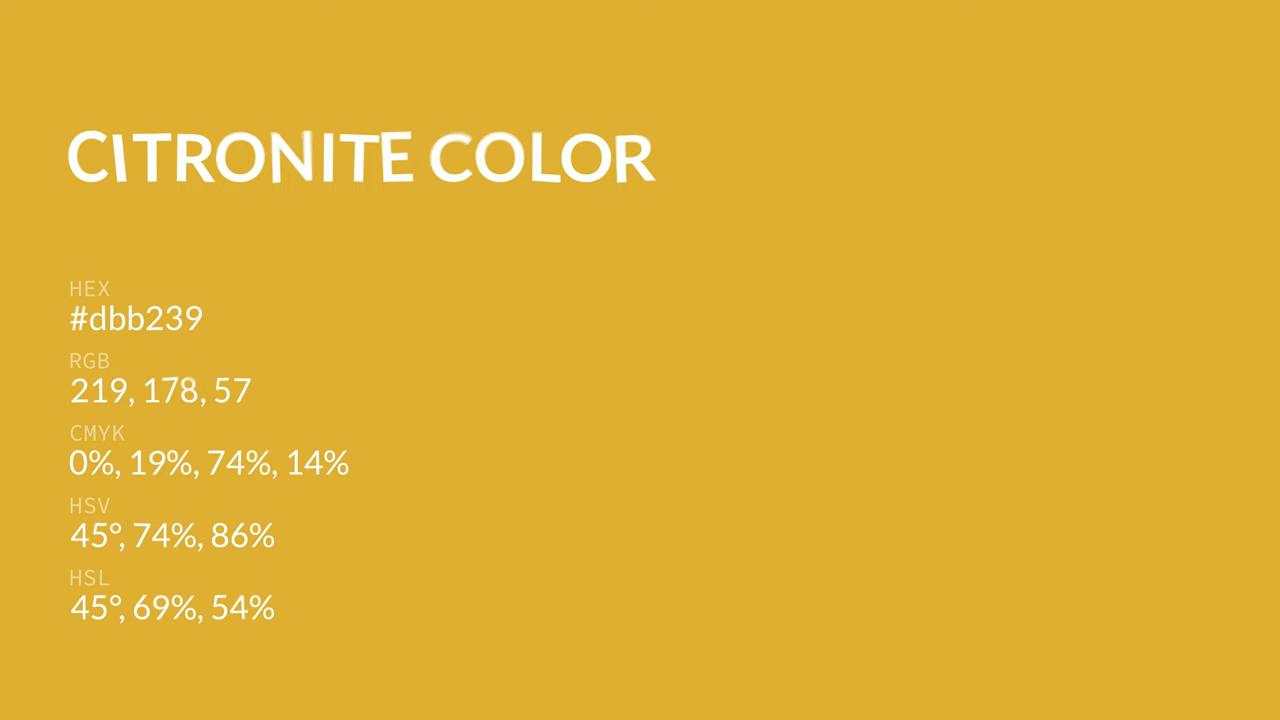 CITRONITE COLOR
HEX
#dbb239
RGB
219, 178, 57
CMYK
0%, 19%, 74%, 14%
HSV
45°, 74%, 86%
HSL
45°, 69%, 54%